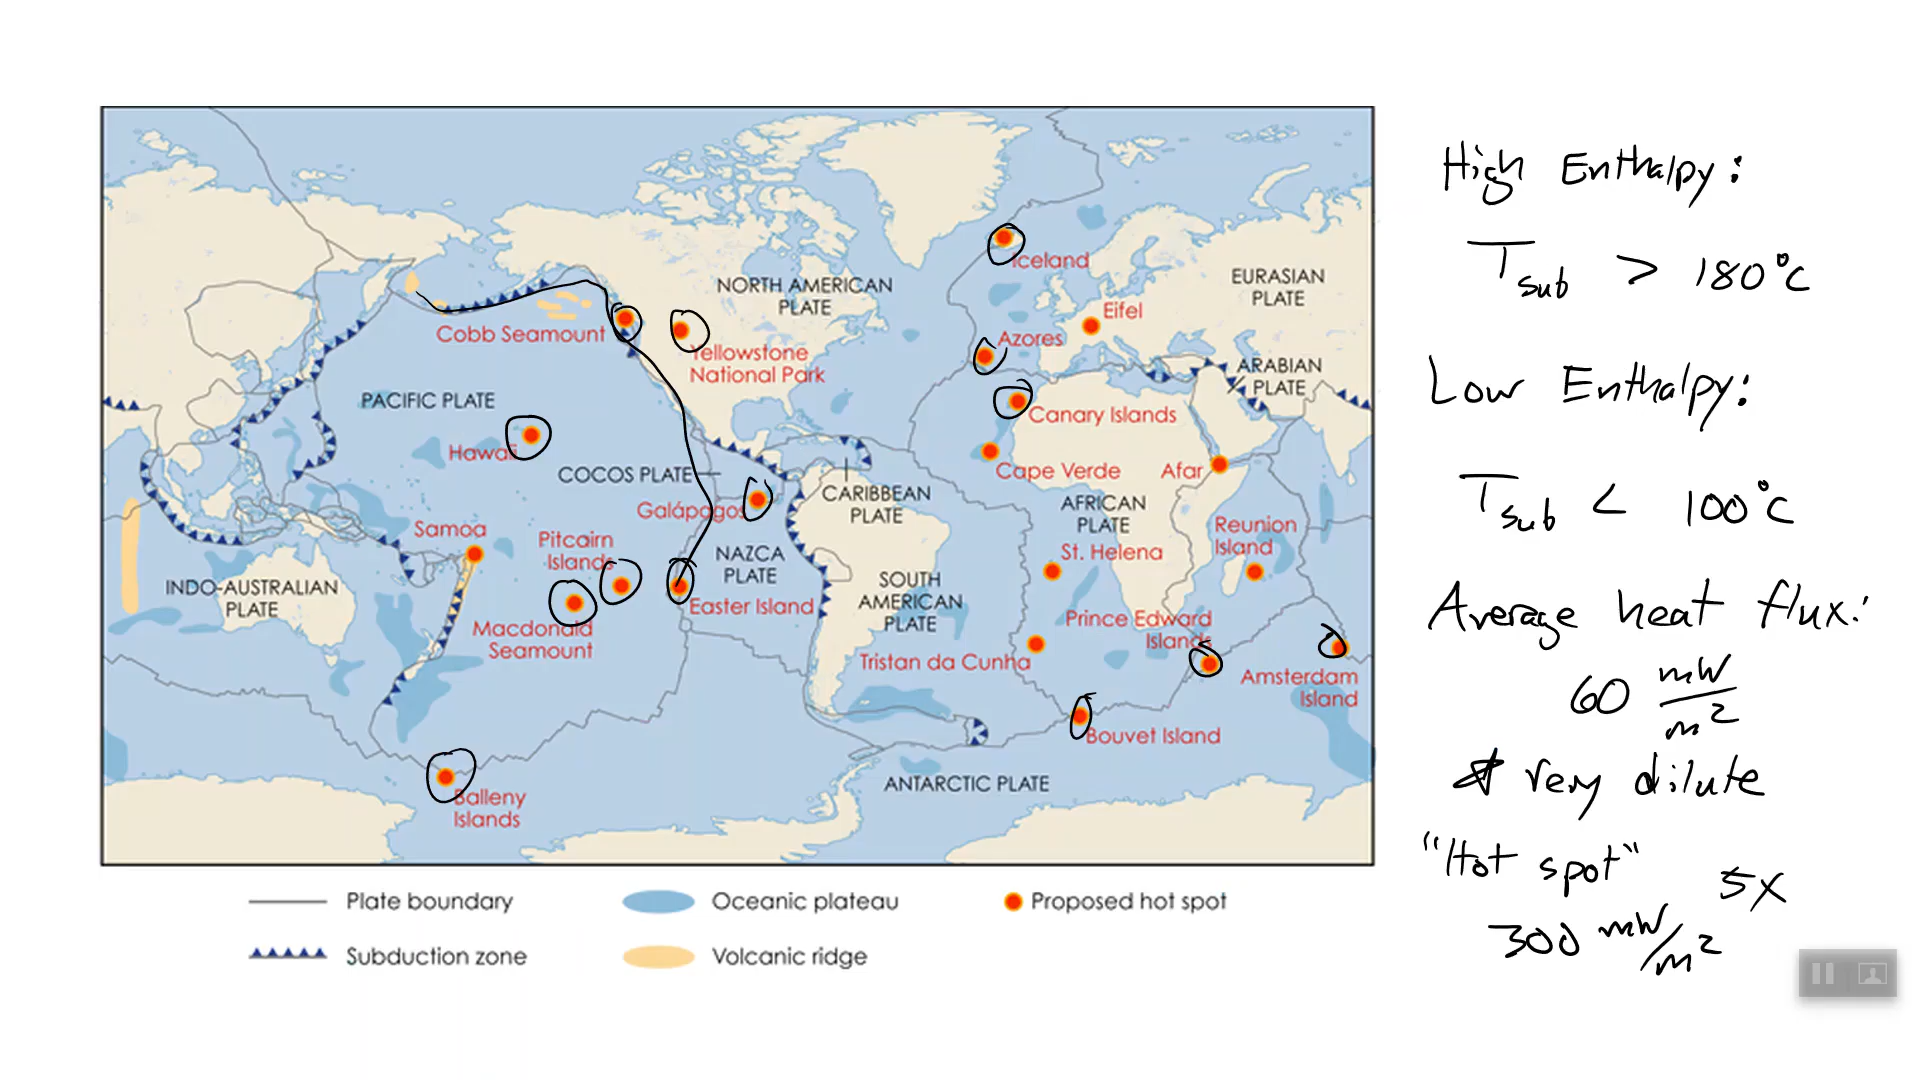 Iceland
NORTH AMERICAN
PLATE
EURASIAN
PLATE
Eifel
Cobb Seamount
Azores
Yellowstone
National Park
ARABIAN
PLATE
PACIFIC PLATE
Canary Islands
Hawaii
COCOS PLATE
Cape Verde
Afar
Galápagos
CARIBBEAN
PLATE
AFRICAN
PLATE
Samoa
Pitcairn
Islands
Reunion
Island
NAZCA
PLATE
St. Helena
INDO-AUSTRALIAN
PLATE
SOUTH
AMERICAN
PLATE
Easter Island
Macdonald
Seamount
Prince Edward
Islands
Tristan da Cunha
Amsterdam
Island
Bouvet Island
Balleny
Islands
ANTARCTIC PLATE
Plate boundary
Oceanic plateau
Proposed hot spot
Subduction zone
Volcanic ridge
High Enthalpy:
Tsub > 180°C
Low Enthalpy:
Tsub < 100°C
Average heat flux:
60 mW/m²
very dilute
"Hot spot"
5X
300 mW/m²